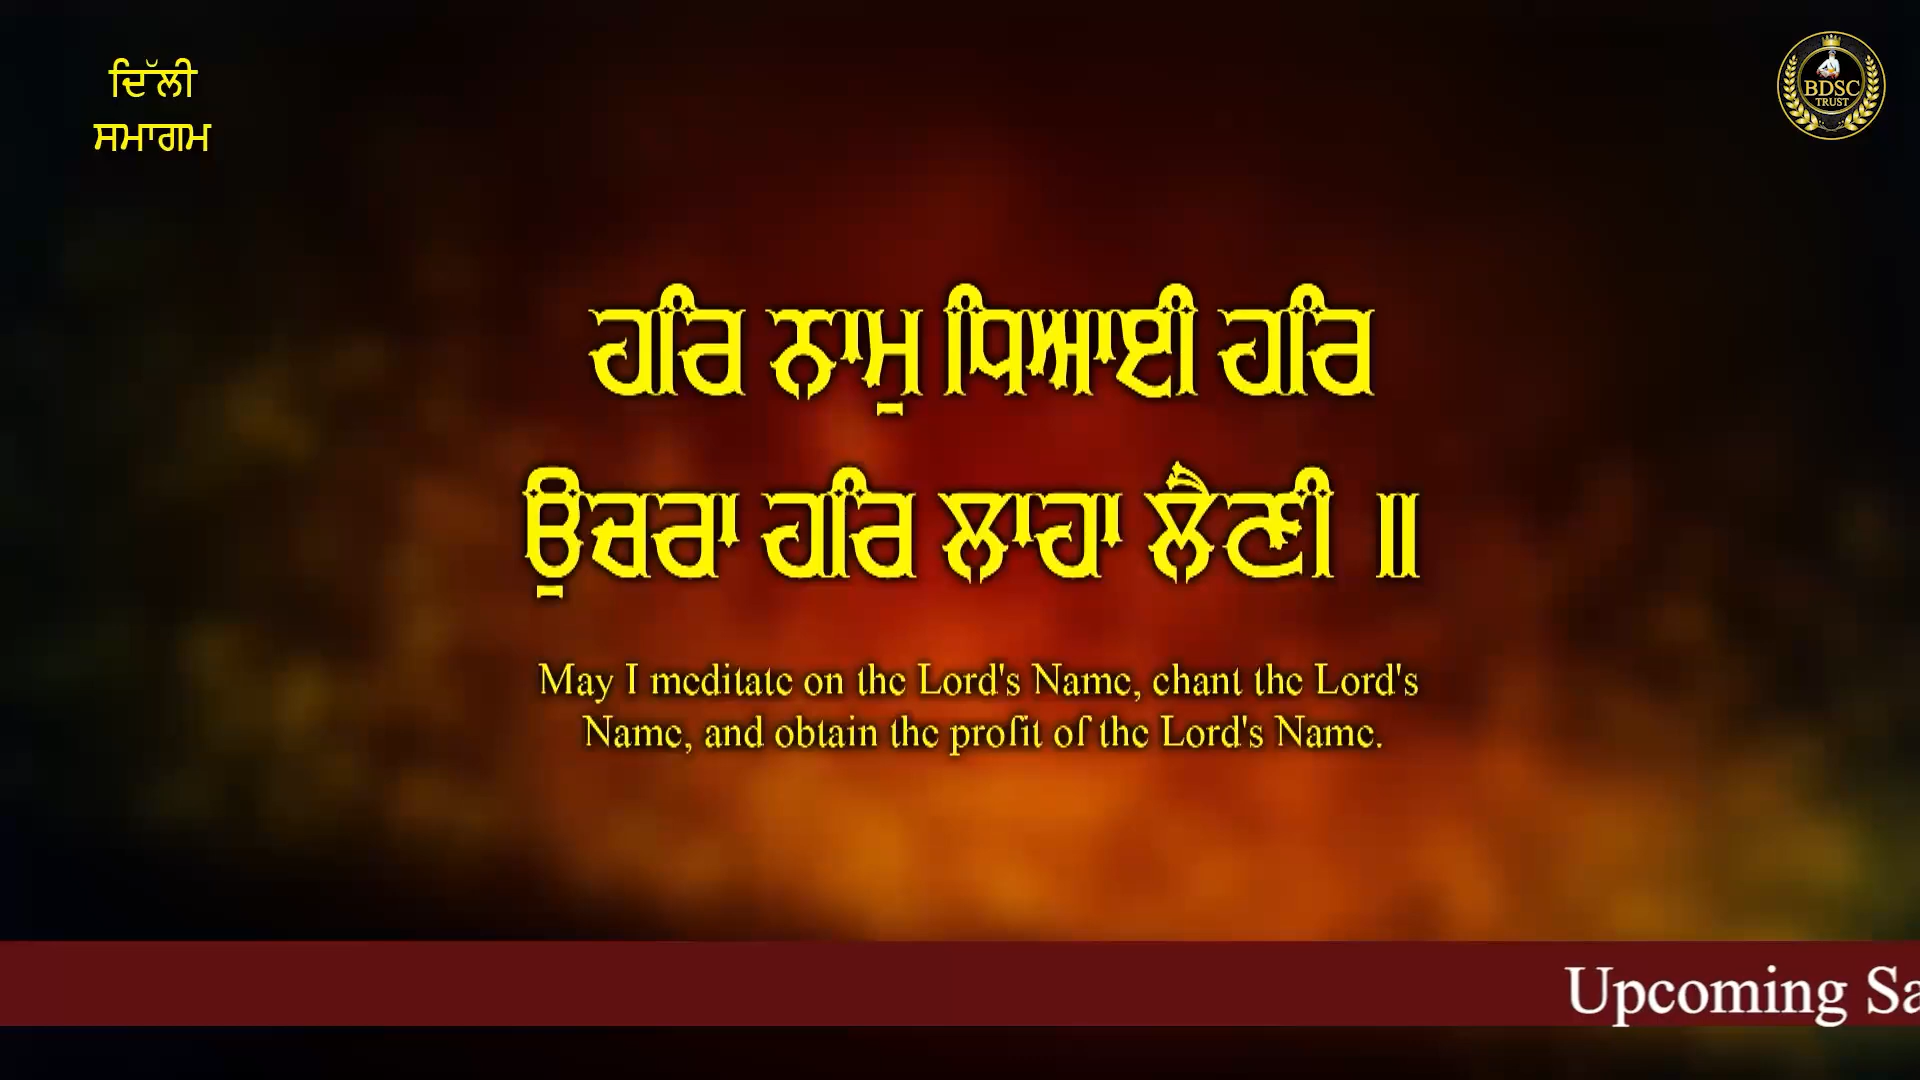 ਦਿੱਲੀ
ਸਮਾਗਮ
BDSC
TRUST
ਹਰਿ ਨਾਮੁ ਧਿਆਈ ਹਰਿ
ਉਚਰਾ ਹਰਿ ਲਾਹਾ ਲੈਣੀ ॥
May I meditate on the Lord's Name, chant the Lord's
Name, and obtain the profit of the Lord's Name.
Upcoming Sa